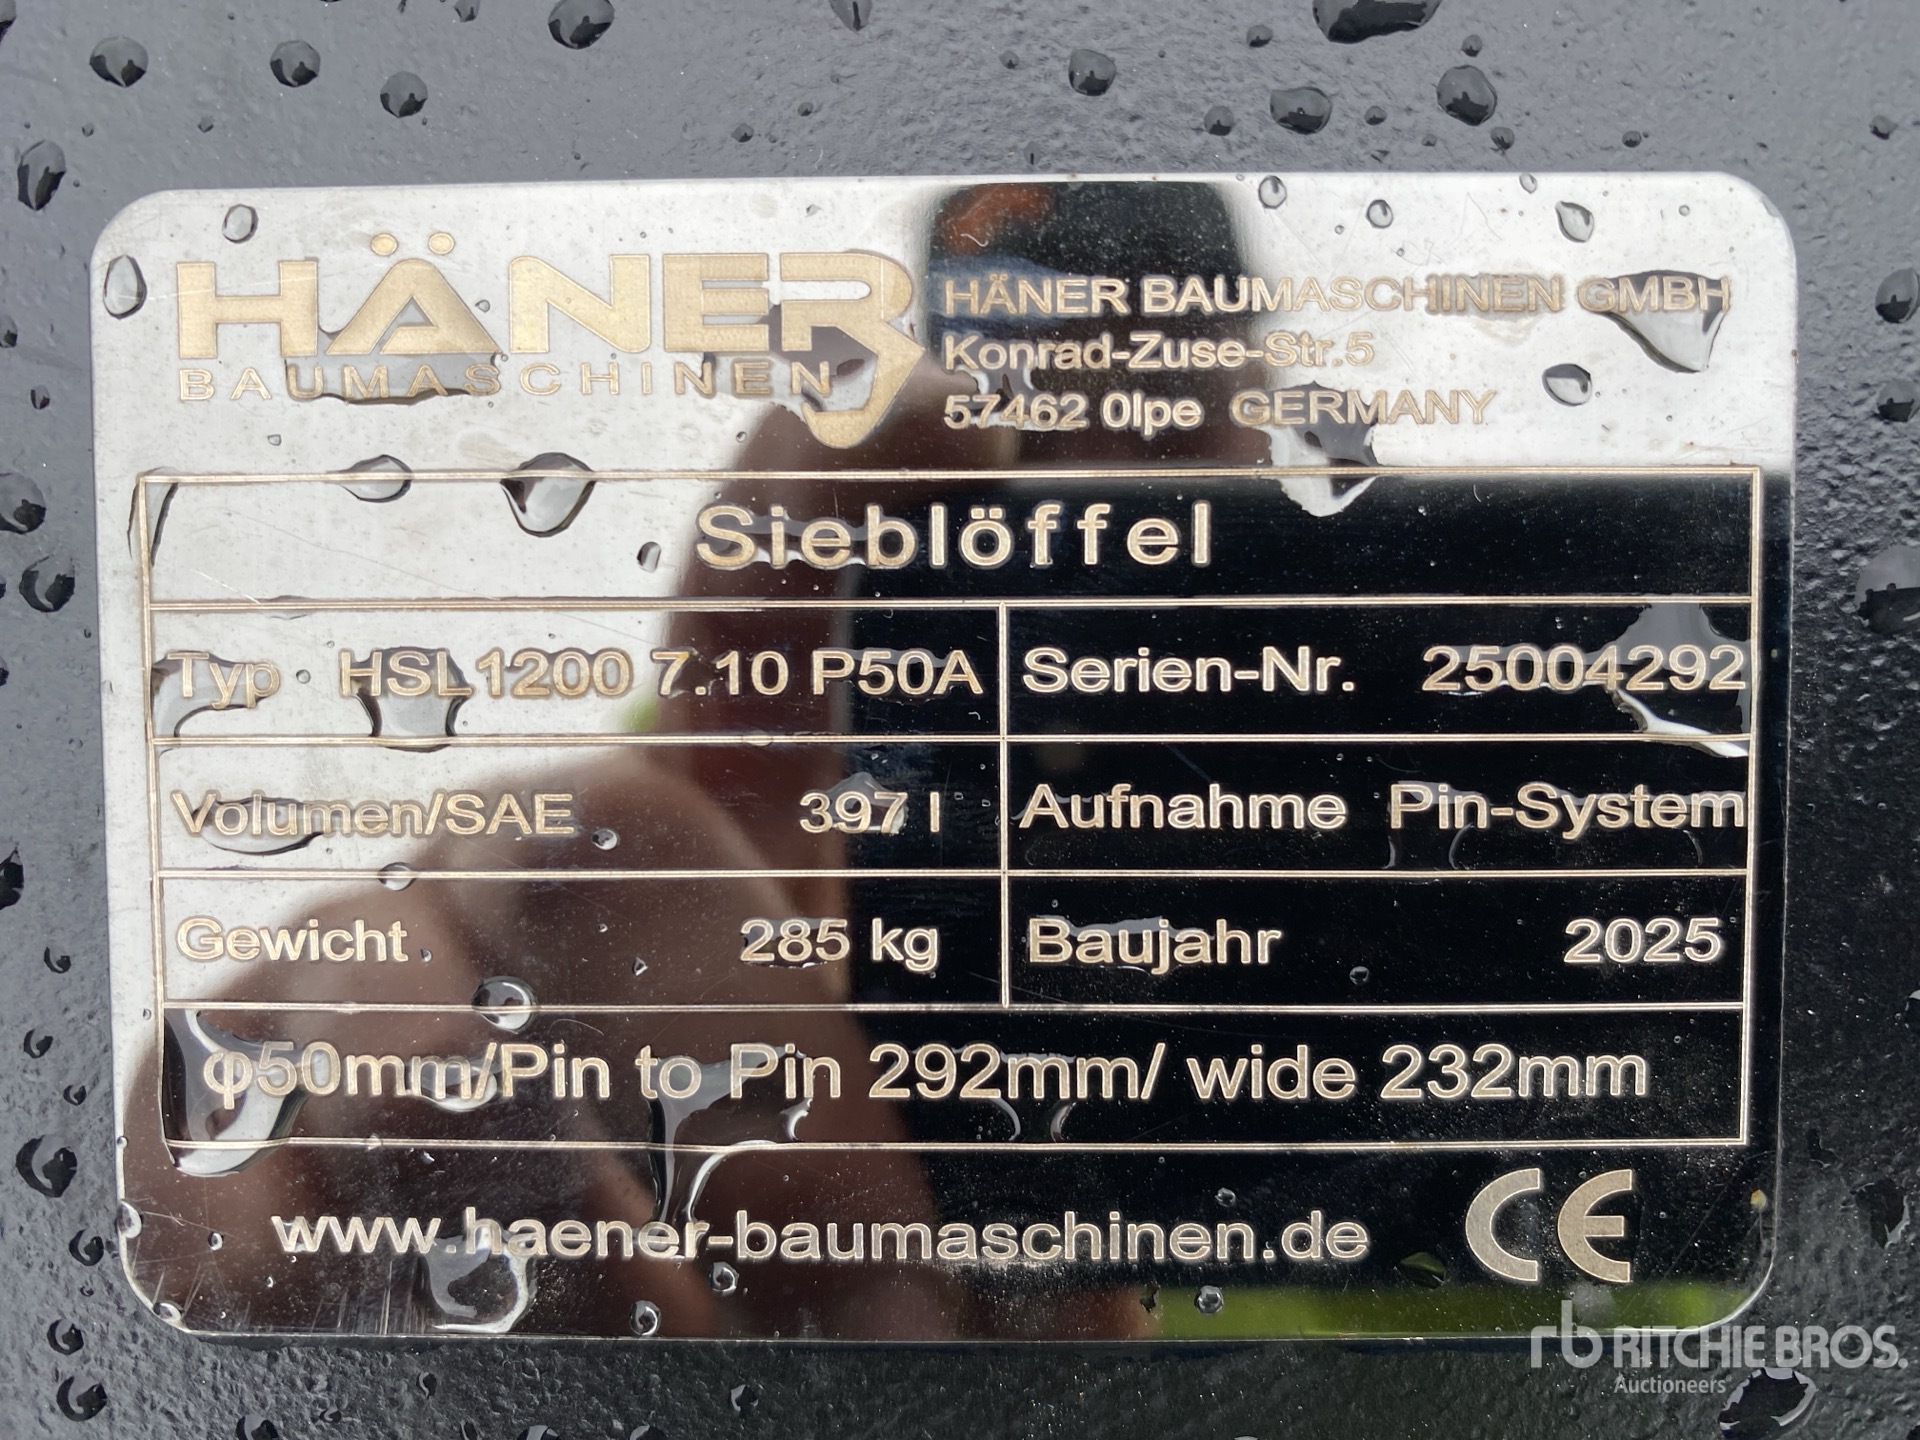 HÄNER
BAUMASCHINEN
HÄNER BAUMASCHINEN GMBH
Konrad-Zuse-Str.5
57462 Olpe GERMANY
Sieblöffel
Typ HSL1200 7.10 P50A
Serien-Nr. 25004292
Volumen/SAE 397 l
Aufnahme Pin-System
Gewicht 285 kg
Baujahr 2025
φ50mm/Pin to Pin 292mm/ wide 232mm
www.haener-baumaschinen.de
CE
rb RITCHIE BROS.
Auctioneers